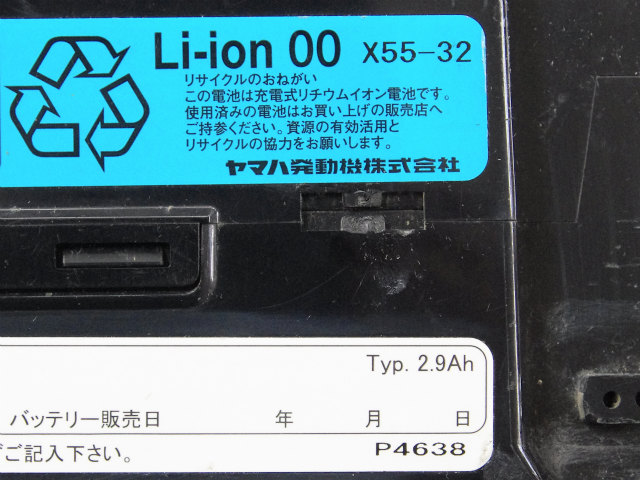 Li-ion 00 X55-32
リサイクルのおねがい
この電池は充電式リチウムイオン電池です。
使用済みの電池はお買い上げの販売店へ
ご持参ください。資源の有効活用と
リサイクルの協力をお願いします。
ヤマハ発動機株式会社
Typ. 2.9Ah
バッテリー販売日 年 月 日
ご記入下さい。
P4638